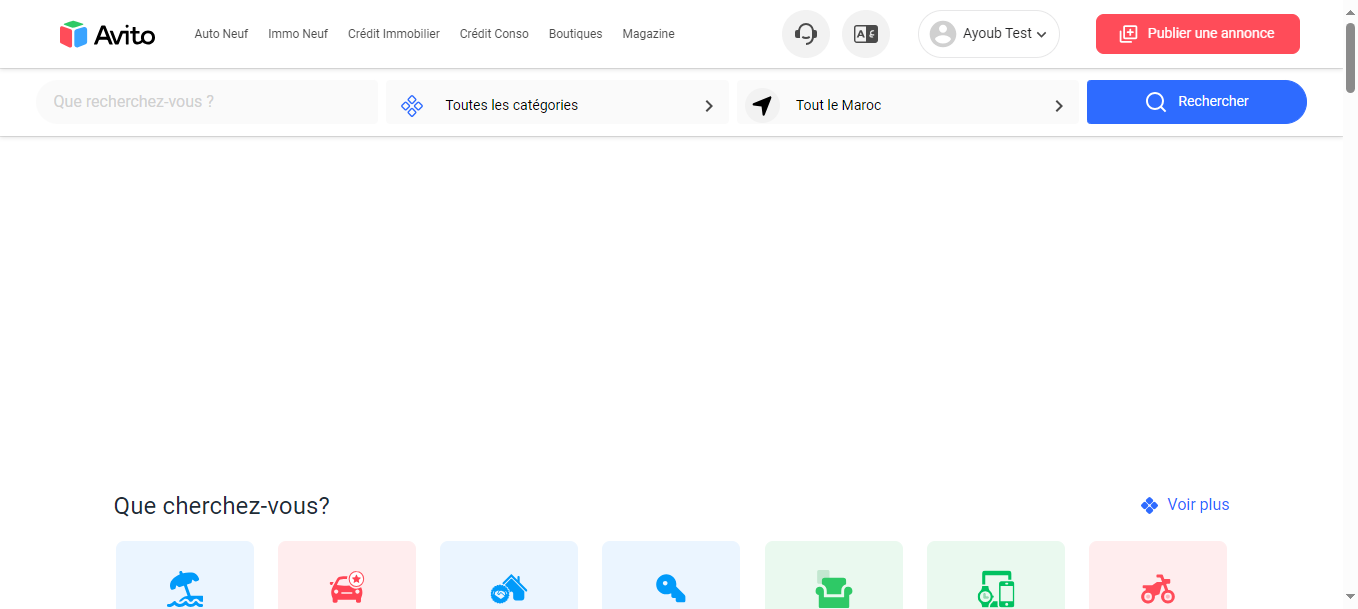 Avito
Auto Neuf
Immo Neuf
Crédit Immobilier
Crédit Conso
Boutiques
Magazine
Ayoub Test
Publier une annonce
Que recherchez-vous ?
Toutes les catégories
Tout le Maroc
Rechercher
Que cherchez-vous?
Voir plus